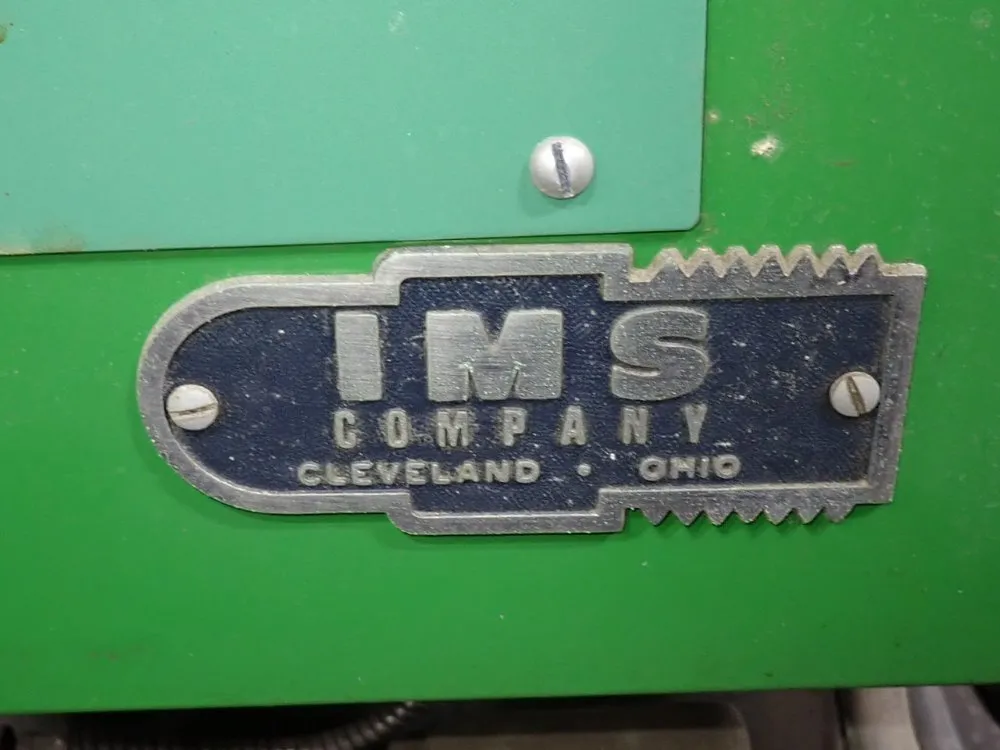 IMS
COMPANY
CLEVELAND • OHIO